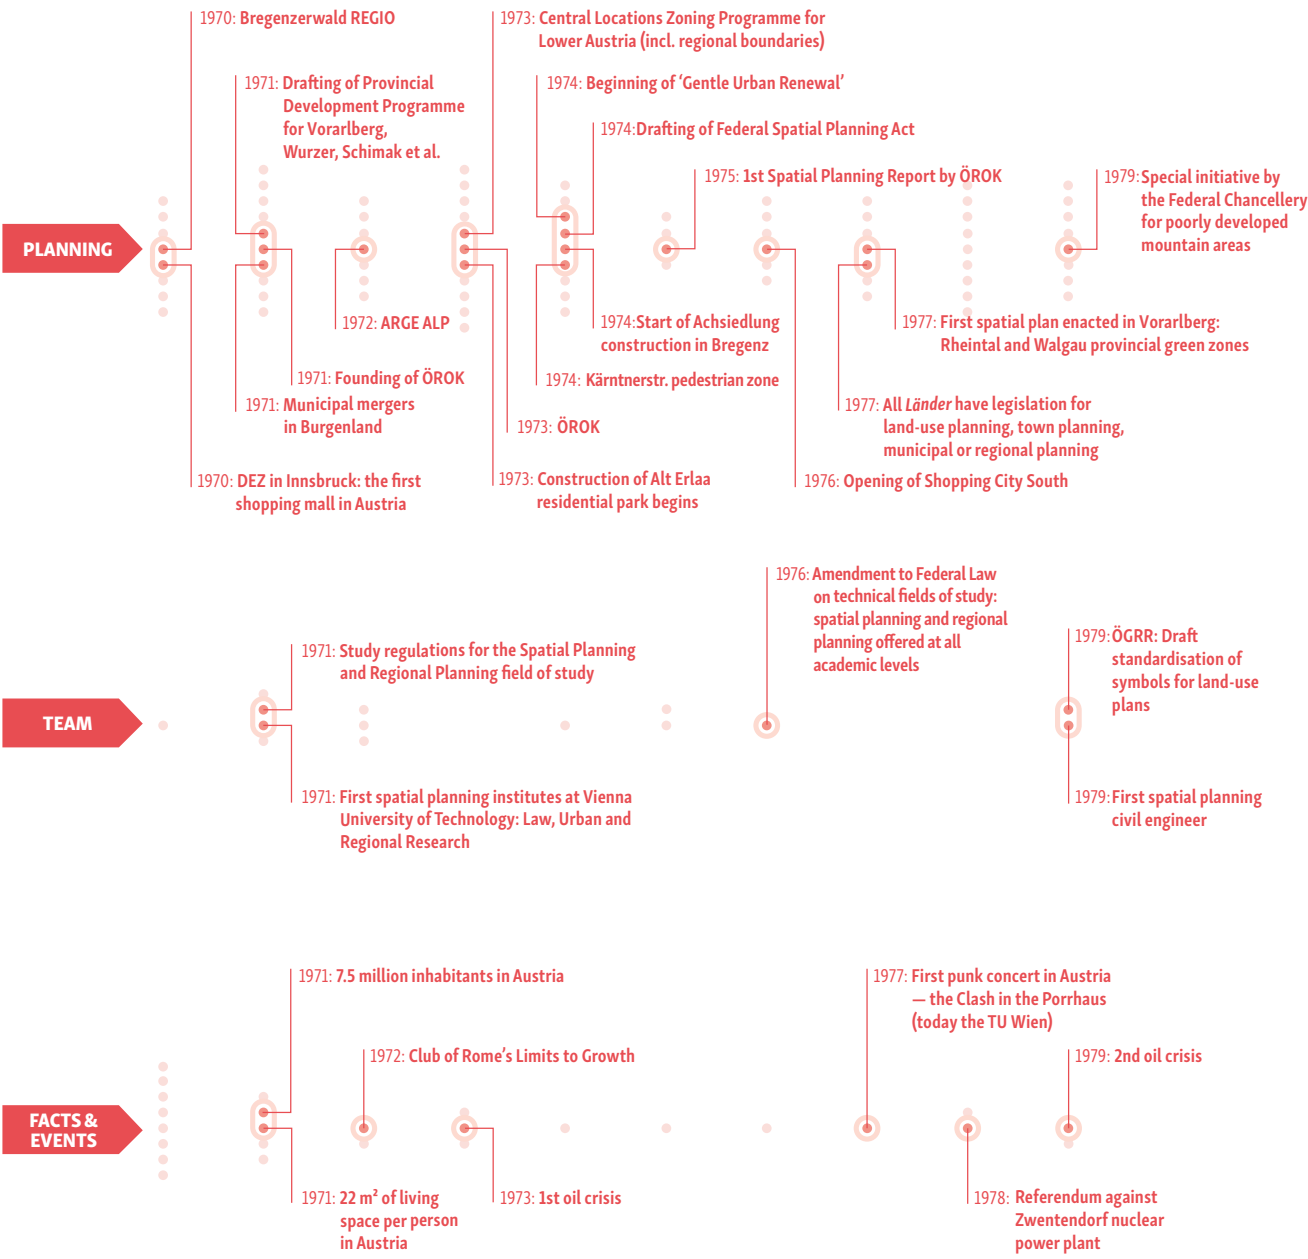 1970: Bregenzerwald REGIO
1973: Central Locations Zoning Programme for
Lower Austria (incl. regional boundaries)
1971: Drafting of Provincial
Development Programme
for Vorarlberg,
Wurzer, Schimak et al.
1974: Beginning of ‘Gentle Urban Renewal’
1974:Drafting of Federal Spatial Planning Act
1975: 1st Spatial Planning Report by ÖROK
1979:Special initiative by
the Federal Chancellery
for poorly developed
mountain areas
PLANNING
1972: ARGE ALP
1974:Start of Achsiedlung
construction in Bregenz
1977: First spatial plan enacted in Vorarlberg:
Rheintal and Walgau provincial green zones
1971: Founding of ÖROK
1974: Kärntnerstr. pedestrian zone
1971: Municipal mergers
in Burgenland
1973: ÖROK
1977: All Länder have legislation for
land-use planning, town planning,
municipal or regional planning
1970: DEZ in Innsbruck: the first
shopping mall in Austria
1973: Construction of Alt Erlaa
residential park begins
1976: Opening of Shopping City South
1976: Amendment to Federal Law
on technical fields of study:
spatial planning and regional
planning offered at all
academic levels
1971: Study regulations for the Spatial Planning
and Regional Planning field of study
1979:ÖGRR: Draft
standardisation of
symbols for land-use
plans
TEAM
1971: First spatial planning institutes at Vienna
University of Technology: Law, Urban and
Regional Research
1979:First spatial planning
civil engineer
1971: 7.5 million inhabitants in Austria
1977: First punk concert in Austria
— the Clash in the Porrhaus
(today the TU Wien)
1972: Club of Rome’s Limits to Growth
1979: 2nd oil crisis
FACTS &
EVENTS
1971: 22 m² of living
space per person
in Austria
1973: 1st oil crisis
1978: Referendum against
Zwentendorf nuclear
power plant